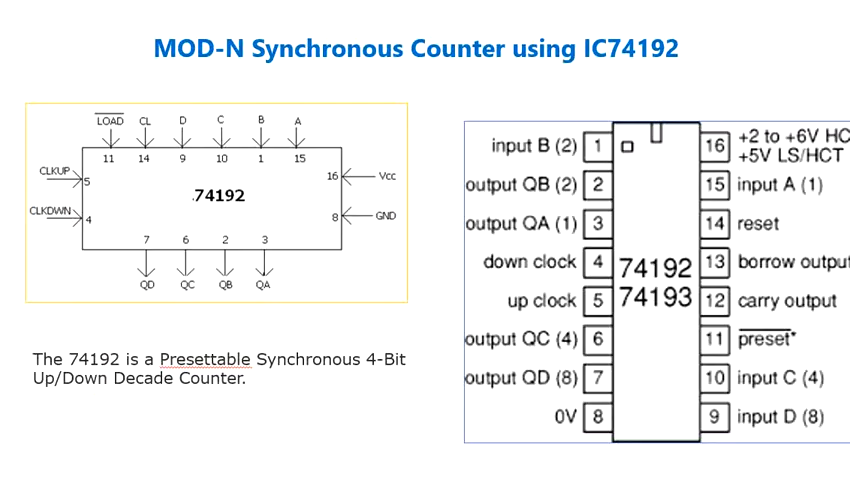 MOD-N Synchronous Counter using IC74192
LOAD CL D C B A
11 14 9 10 1 15
CLKUP
5
16 Vcc
.74192
CLKDWN
4
8 GND
7 6 2 3
QD QC QB QA
The 74192 is a Presettable Synchronous 4-Bit
Up/Down Decade Counter.
input B (2) 1
16 +2 to +6V HC
+5V LS/HCT
output QB (2) 2
15 input A (1)
output QA (1) 3
14 reset
down clock 4
74192
13 borrow output
up clock 5
74193
12 carry output
output QC (4) 6
11 preset*
output QD (8) 7
10 input C (4)
0V 8
9 input D (8)